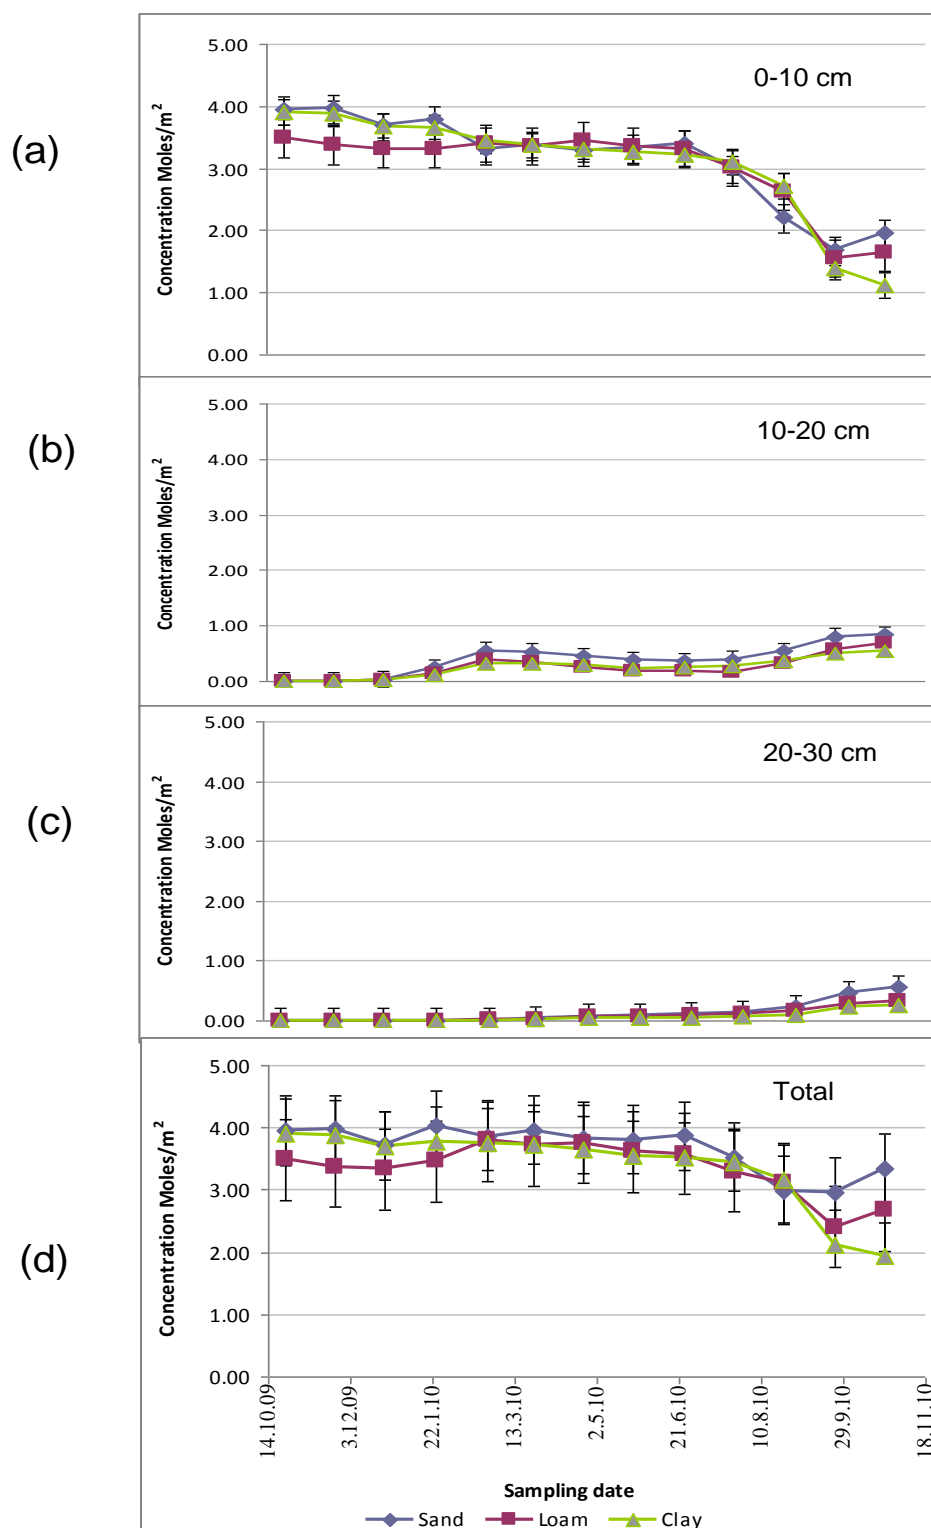 (a)
0-10 cm
Concentration Moles/m²
5.00
4.00
3.00
2.00
1.00
0.00
(b)
10-20 cm
Concentration Moles/m²
5.00
4.00
3.00
2.00
1.00
0.00
(c)
20-30 cm
Concentration Moles/m²
5.00
4.00
3.00
2.00
1.00
0.00
(d)
Total
Concentration Moles/m²
5.00
4.00
3.00
2.00
1.00
0.00
14.10.09
3.12.09
22.1.10
13.3.10
2.5.10
21.6.10
10.8.10
29.9.10
18.11.10
Sampling date
Sand Loam Clay